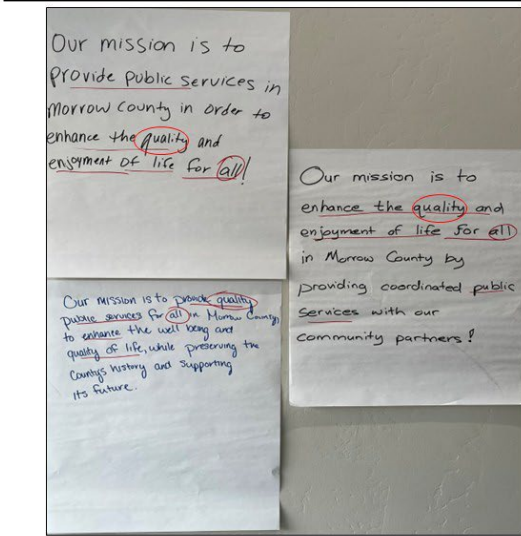 Our mission is to
provide public services in
Morrow County in order to
enhance the quality and
enjoyment of life for all!
Our mission is to provide quality
public services for all in Morrow County,
to enhance the well being and
quality of life, while preserving the
County's history and supporting
its future.
Our mission is to
enhance the quality and
enjoyment of life for all
in Morrow County by
providing coordinated public
services with our
community partners!